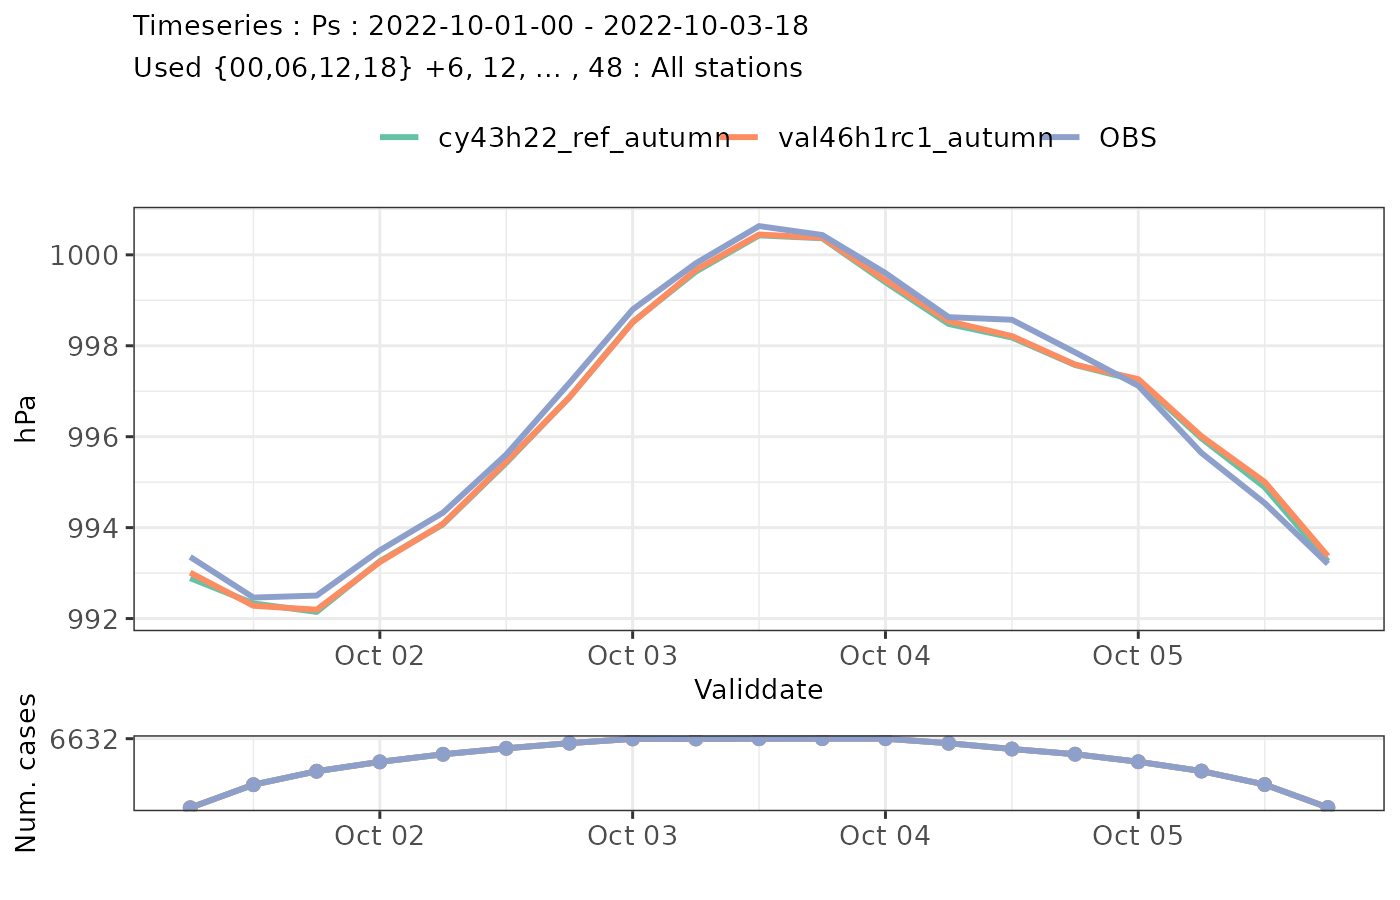 Timeseries : Ps : 2022-10-01-00 - 2022-10-03-18
Used {00,06,12,18} +6, 12, ... , 48 : All stations
cy43h22_ref_autumn val46h1rc1_autumn OBS
1000
998
996
994
992
hPa
Oct 02 Oct 03 Oct 04 Oct 05
Validdate
6632
Num. cases
Oct 02 Oct 03 Oct 04 Oct 05